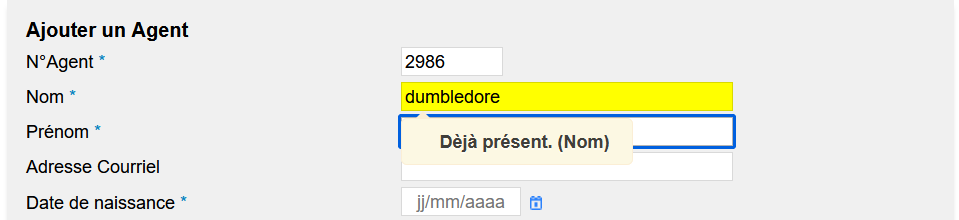 Ajouter un Agent
N°Agent * 2986
Nom * dumbledore
Prénom *
Dèjà présent. (Nom)
Adresse Courriel
Date de naissance * jj/mm/aaaa